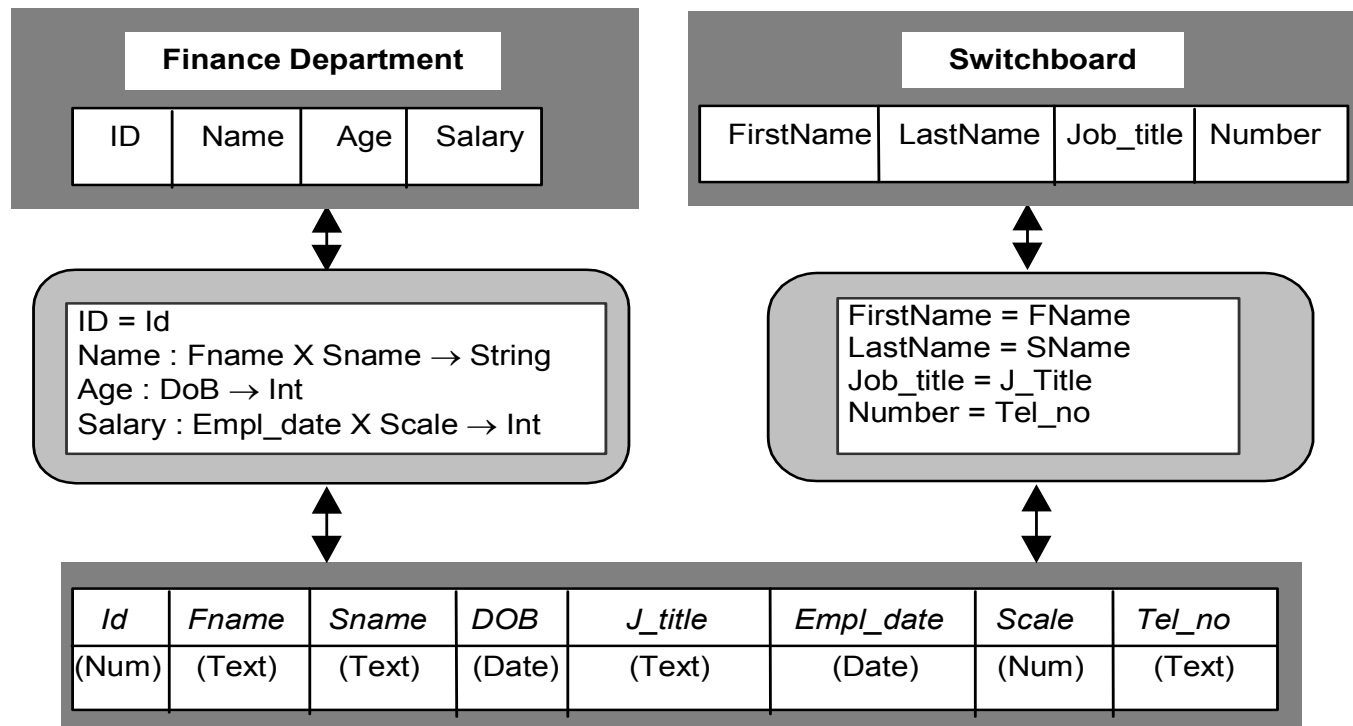 Finance Department
ID Name Age Salary
Switchboard
FirstName LastName Job_title Number
ID = Id
Name : Fname X Sname → String
Age : DoB → Int
Salary : Empl_date X Scale → Int
FirstName = FName
LastName = SName
Job_title = J_Title
Number = Tel_no
Id Fname Sname DOB J_title Empl_date Scale Tel_no
(Num) (Text) (Text) (Date) (Text) (Date) (Num) (Text)